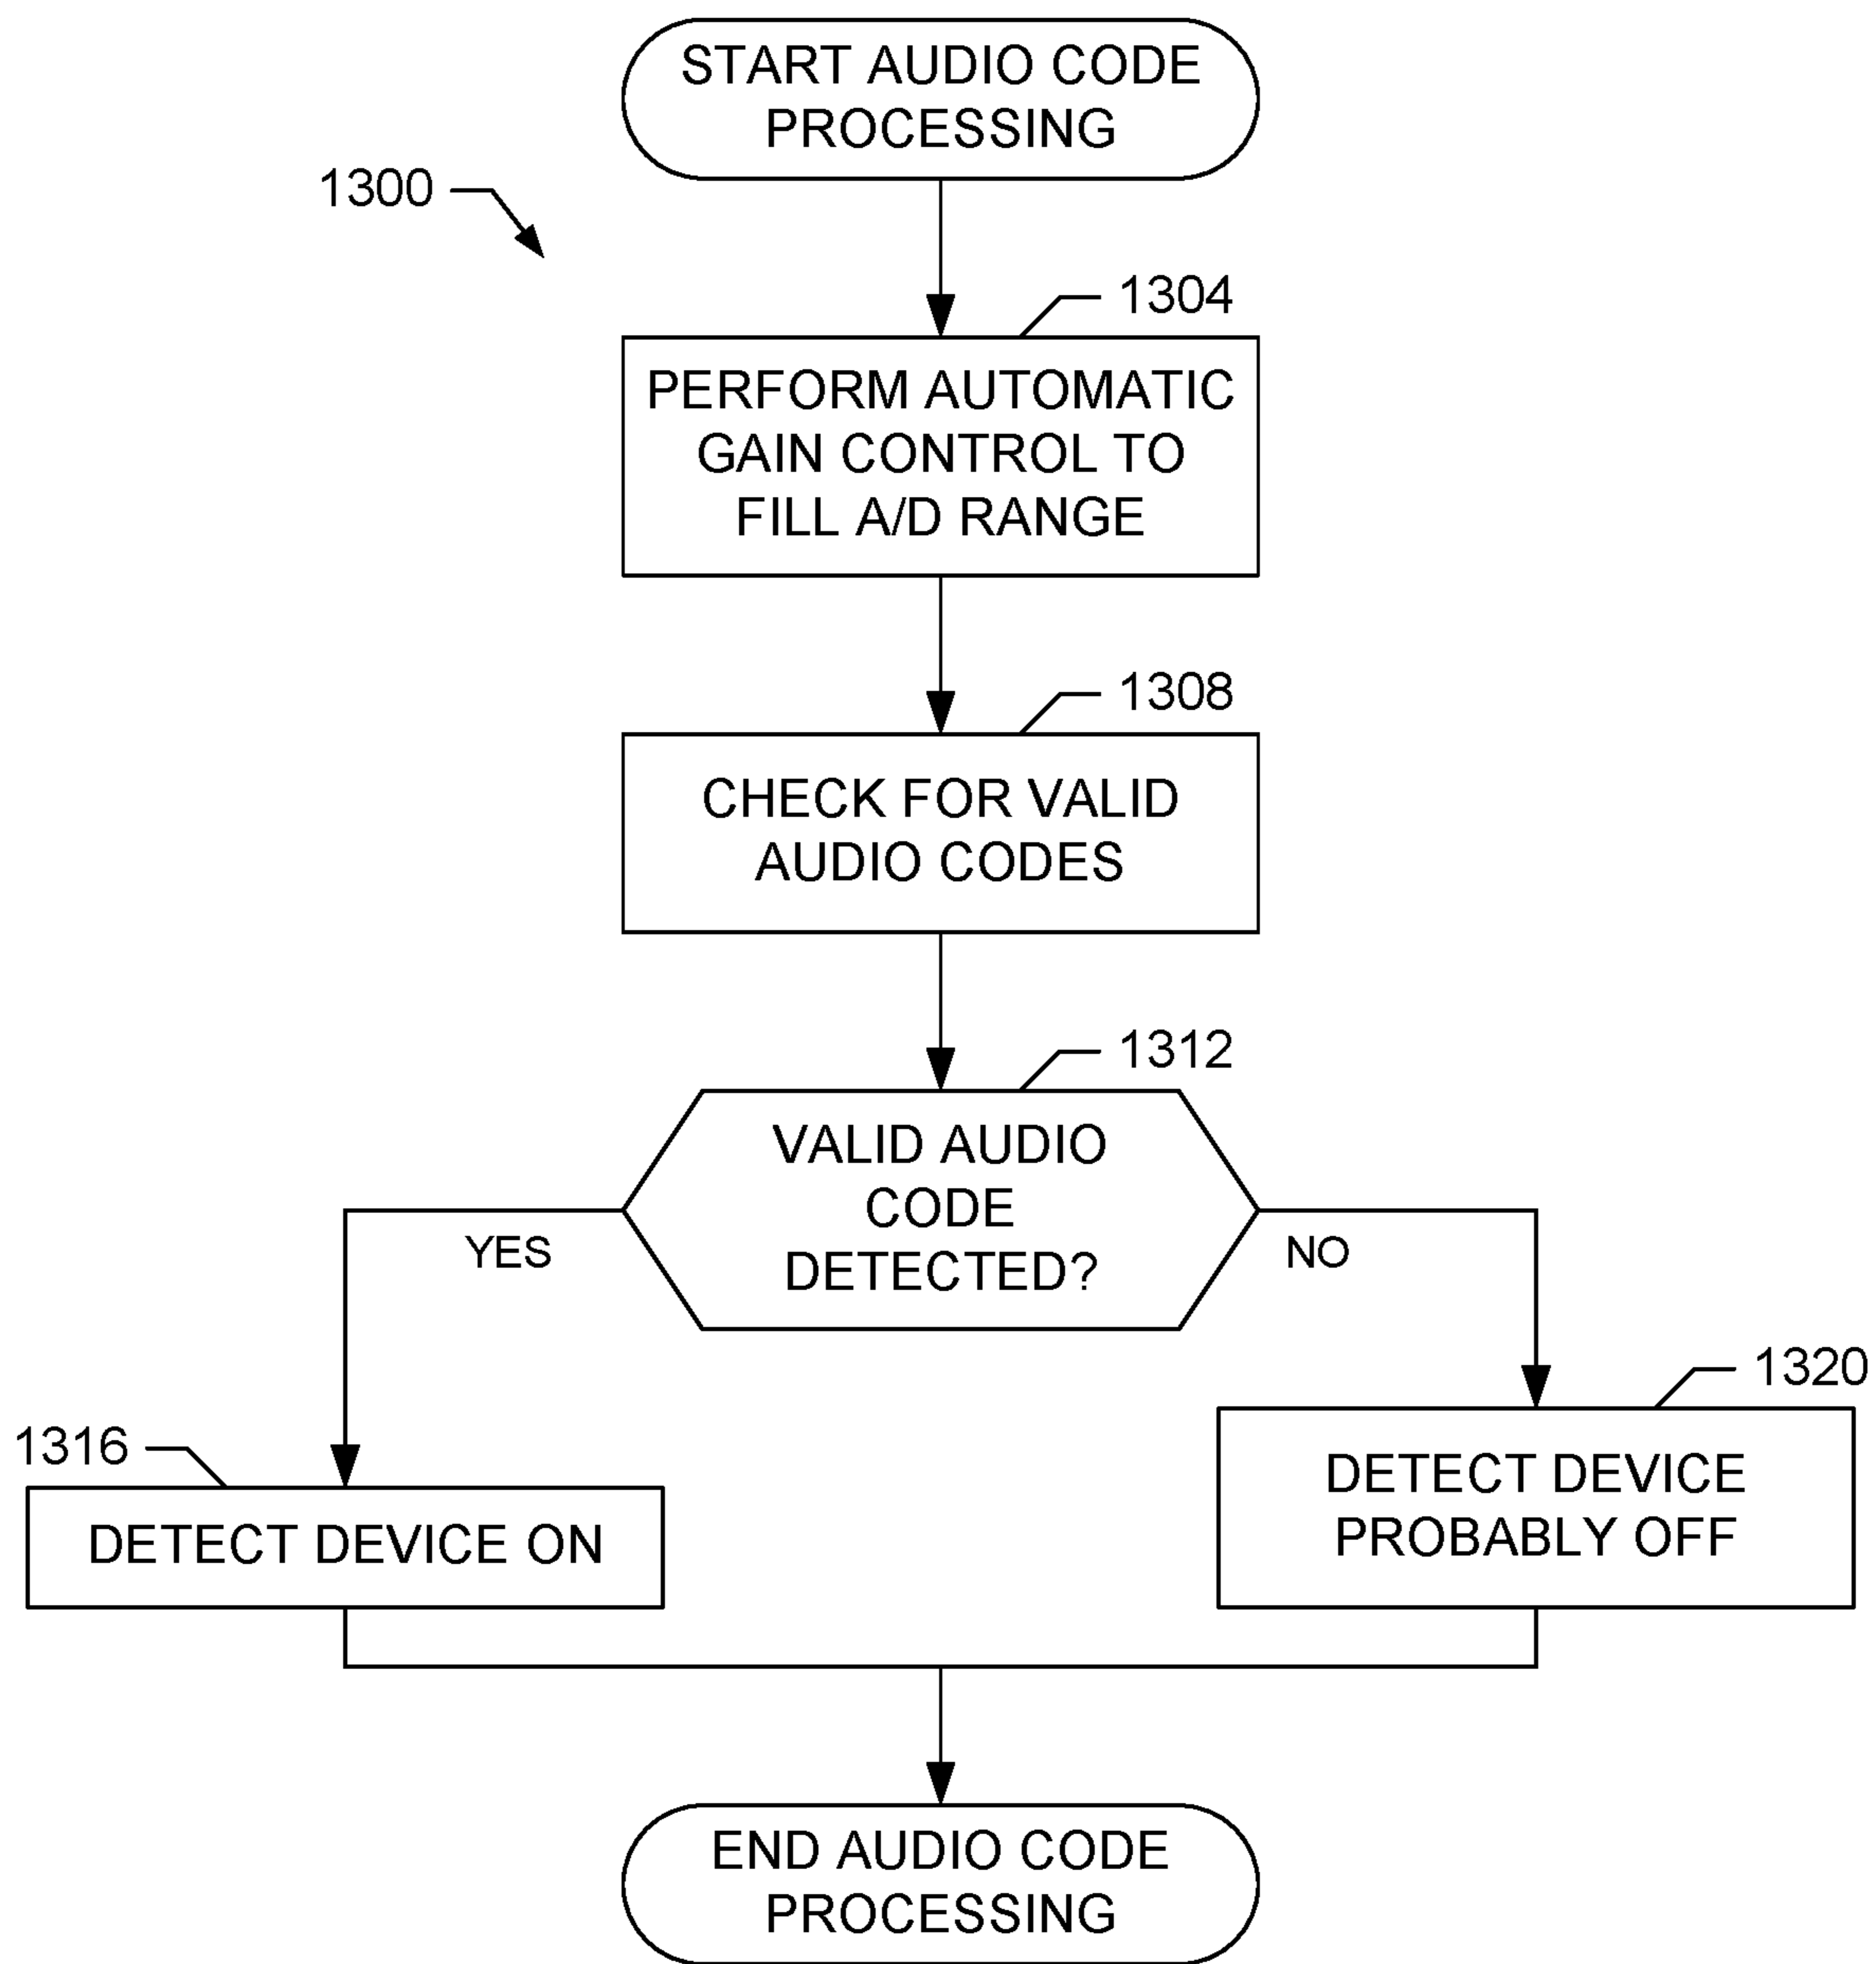 START AUDIO CODE
PROCESSING
1300
1304
PERFORM AUTOMATIC
GAIN CONTROL TO
FILL A/D RANGE
1308
CHECK FOR VALID
AUDIO CODES
1312
VALID AUDIO
CODE
DETECTED?
YES
NO
1316
DETECT DEVICE ON
1320
DETECT DEVICE
PROBABLY OFF
END AUDIO CODE
PROCESSING